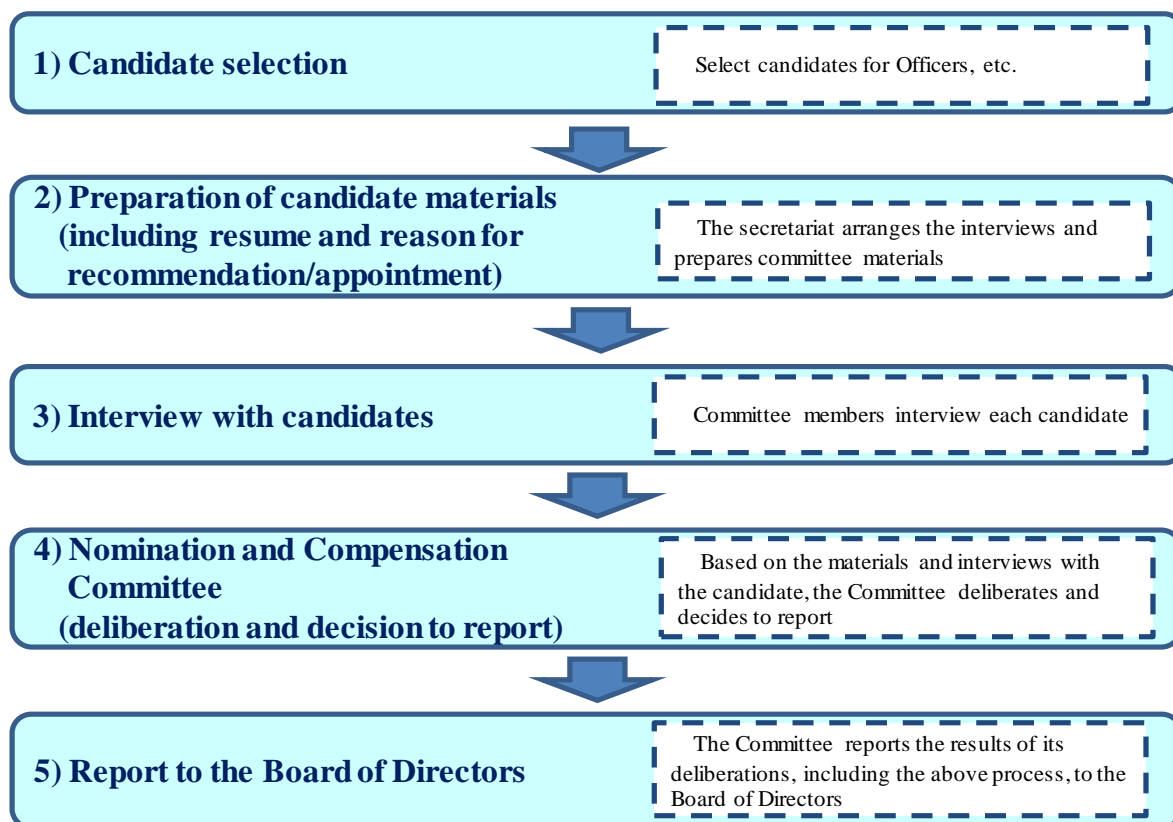 1) Candidate selection
Select candidates for Officers, etc.
2) Preparation of candidate materials
(including resume and reason for
recommendation/appointment)
The secretariat arranges the interviews and
prepares committee materials
3) Interview with candidates
Committee members interview each candidate
4) Nomination and Compensation
Committee
(deliberation and decision to report)
Based on the materials and interviews with
the candidate, the Committee deliberates and
decides to report
5) Report to the Board of Directors
The Committee reports the results of its
deliberations, including the above process, to the
Board of Directors